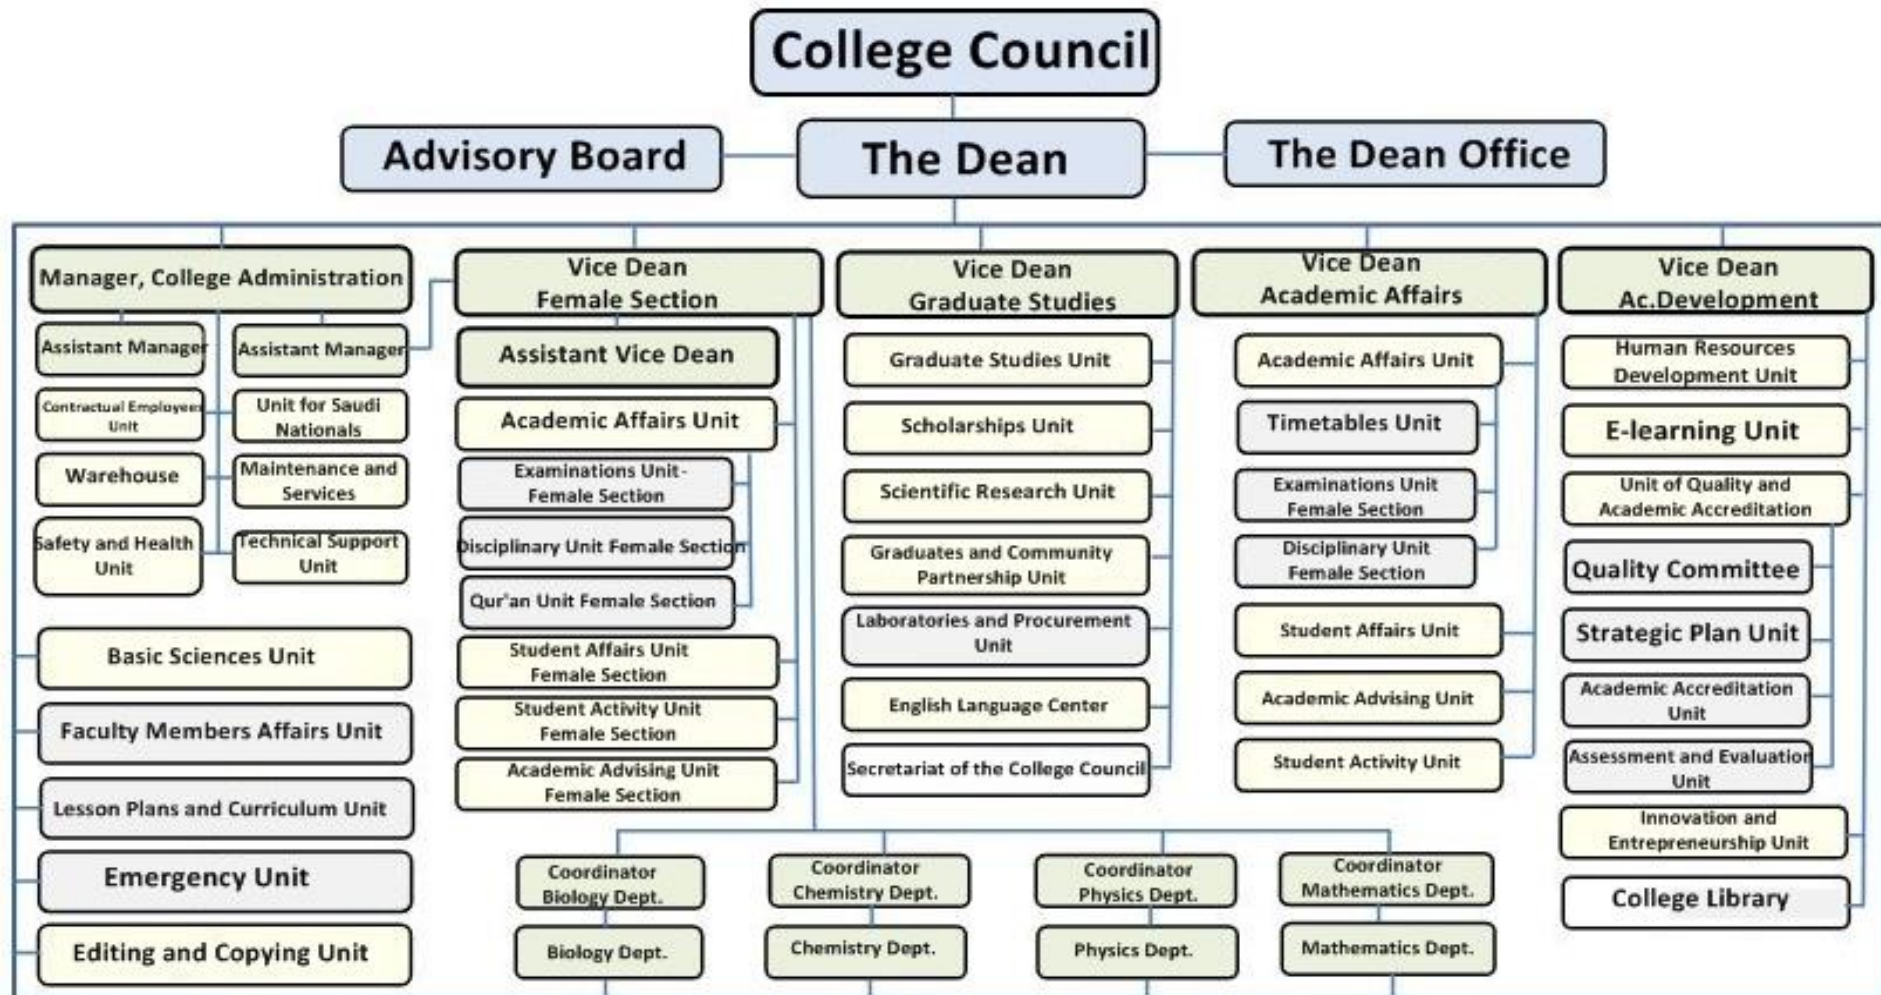 College Council
Advisory Board
The Dean
The Dean Office
Manager, College Administration
Assistant Manager
Assistant Manager
Contractual Employees
Unit
Unit for Saudi
Nationals
Warehouse
Maintenance and
Services
Safety and Health
Unit
Technical Support
Unit
Basic Sciences Unit
Faculty Members Affairs Unit
Lesson Plans and Curriculum Unit
Emergency Unit
Editing and Copying Unit
Vice Dean
Female Section
Assistant Vice Dean
Academic Affairs Unit
Examinations Unit-
Female Section
Disciplinary Unit Female Section
Qur'an Unit Female Section
Student Affairs Unit
Female Section
Student Activity Unit
Female Section
Academic Advising Unit
Female Section
Vice Dean
Graduate Studies
Graduate Studies Unit
Scholarships Unit
Scientific Research Unit
Graduates and Community
Partnership Unit
Laboratories and Procurement
Unit
English Language Center
Secretariat of the College Council
Vice Dean
Academic Affairs
Academic Affairs Unit
Timetables Unit
Examinations Unit
Female Section
Disciplinary Unit
Female Section
Student Affairs Unit
Academic Advising Unit
Student Activity Unit
Vice Dean
Ac.Development
Human Resources
Development Unit
E-learning Unit
Unit of Quality and
Academic Accreditation
Quality Committee
Strategic Plan Unit
Academic Accreditation
Unit
Assessment and Evaluation
Unit
Innovation and
Entrepreneurship Unit
College Library
Coordinator
Biology Dept.
Coordinator
Chemistry Dept.
Coordinator
Physics Dept.
Coordinator
Mathematics Dept.
Biology Dept.
Chemistry Dept.
Physics Dept.
Mathematics Dept.